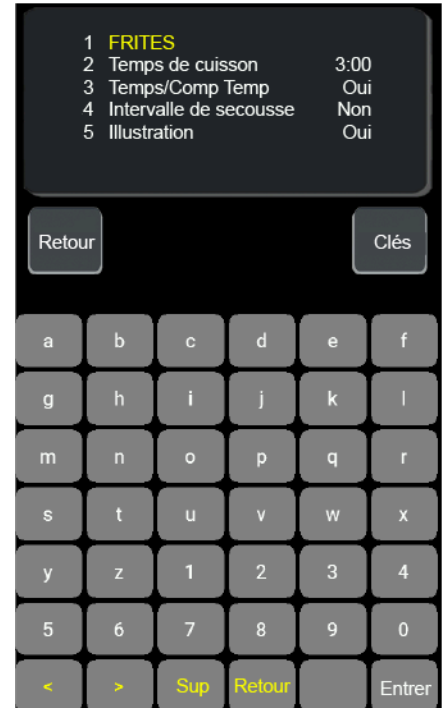 1 FRITES
2 Temps de cuisson 3:00
3 Temps/Comp Temp Oui
4 Intervalle de secousse Non
5 Illustration Oui
Retour Clés
a b c d e f
g h i j k l
m n o p q r
s t u v w x
y z 1 2 3 4
5 6 7 8 9 0
< > Sup Retour Entrer